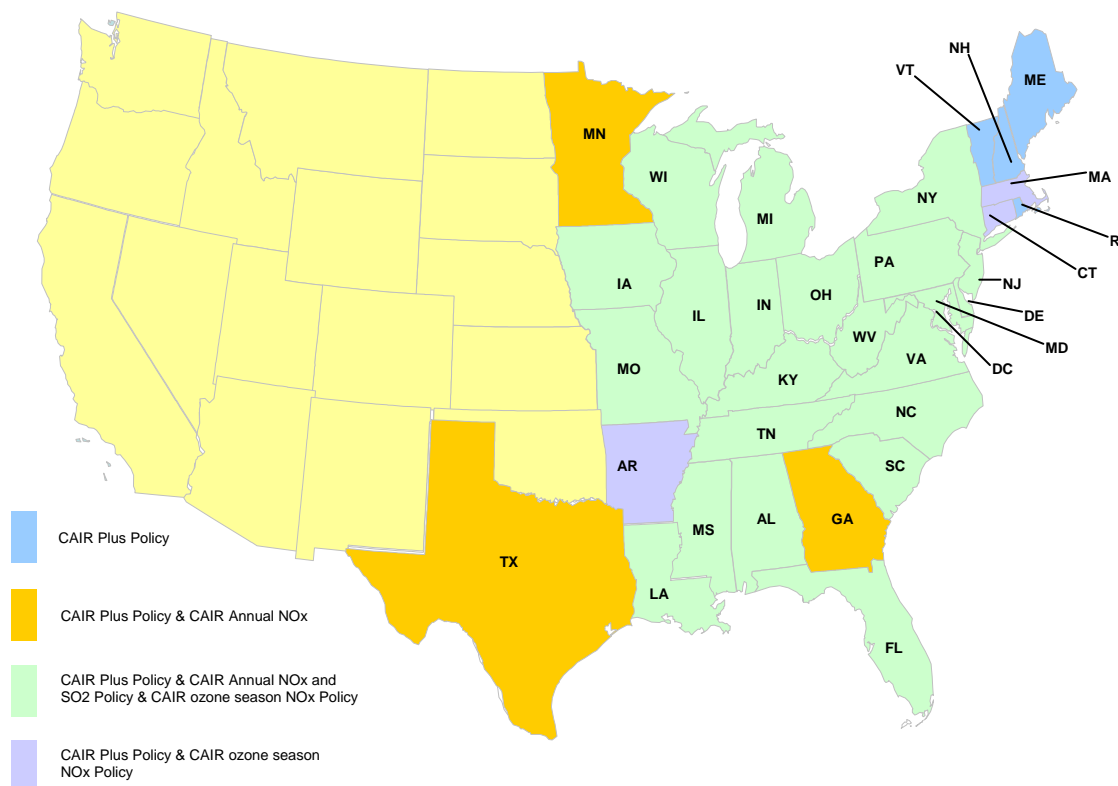 NH
VT
ME
MN
MA
WI
NY
MI
R
CT
PA
NJ
IA
OH
IN
IL
DE
WV
MD
VA
DC
MO
KY
NC
TN
AR
SC
GA
AL
MS
TX
LA
FL
CAIR Plus Policy
CAIR Plus Policy & CAIR Annual NOx
CAIR Plus Policy & CAIR Annual NOx and
SO2 Policy & CAIR ozone season NOx Policy
CAIR Plus Policy & CAIR ozone season
NOx Policy